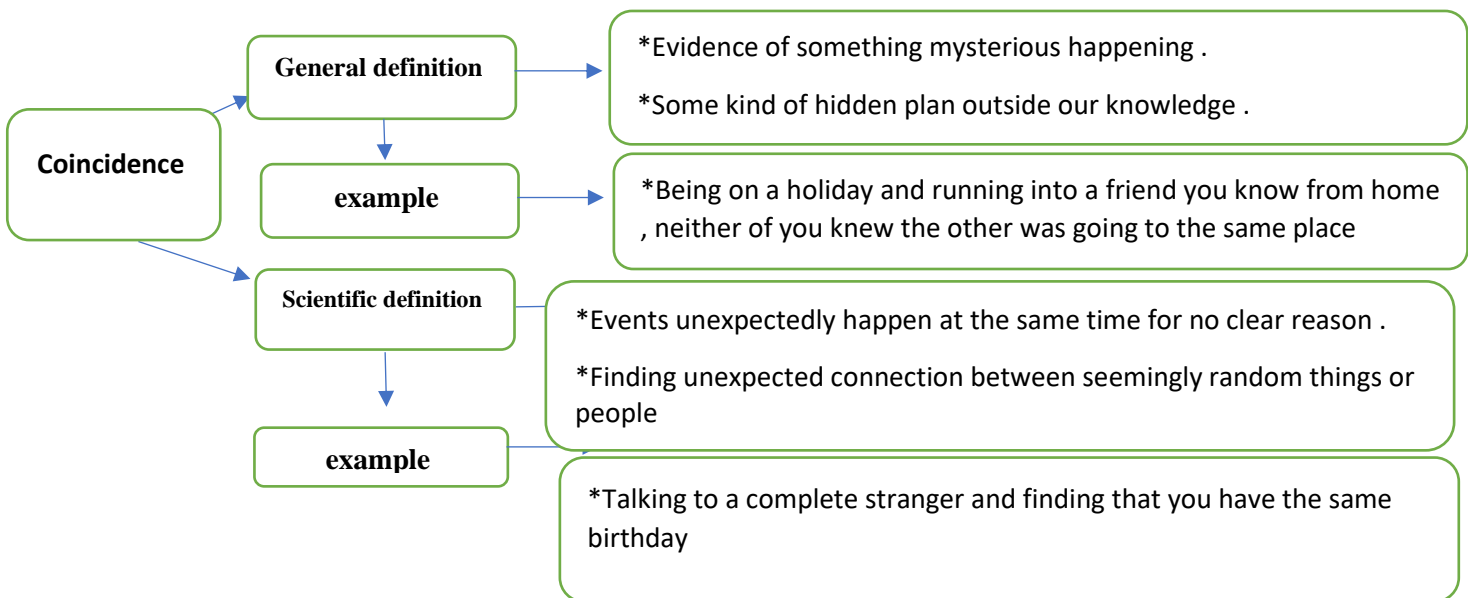 Coincidence
General definition
*Evidence of something mysterious happening .
*Some kind of hidden plan outside our knowledge .
example
*Being on a holiday and running into a friend you know from home
, neither of you knew the other was going to the same place
Scientific definition
*Events unexpectedly happen at the same time for no clear reason .
*Finding unexpected connection between seemingly random things or
people
example
*Talking to a complete stranger and finding that you have the same
birthday